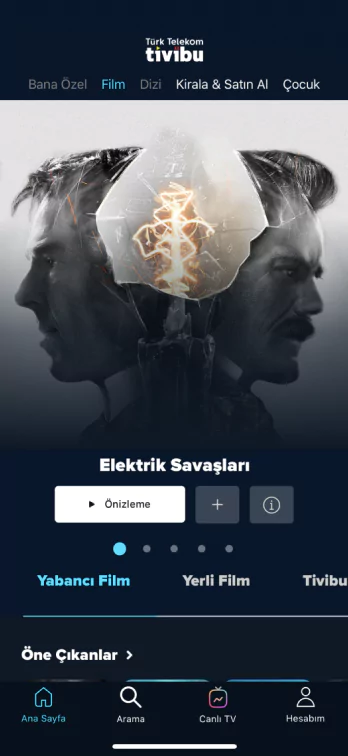 Türk Telekom
tivibu
Bana Özel Film Dizi Kirala & Satın Al Çocuk
Elektrik Savaşları
Önizleme
Yabancı Film Yerli Film Tivibu
Öne Çıkanlar
Ana Sayfa Arama Canlı TV Hesabım